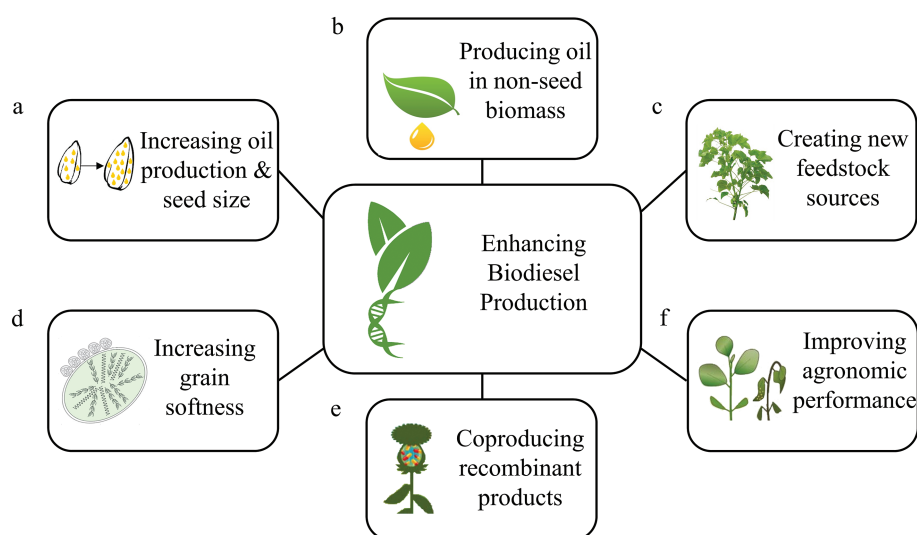 b
Producing oil
in non-seed
biomass
a
Increasing oil
production &
seed size
c
Creating new
feedstock
sources
Enhancing
Biodiesel
Production
d
Increasing
grain
softness
e
Coproducing
recombinant
products
f
Improving
agronomic
performance